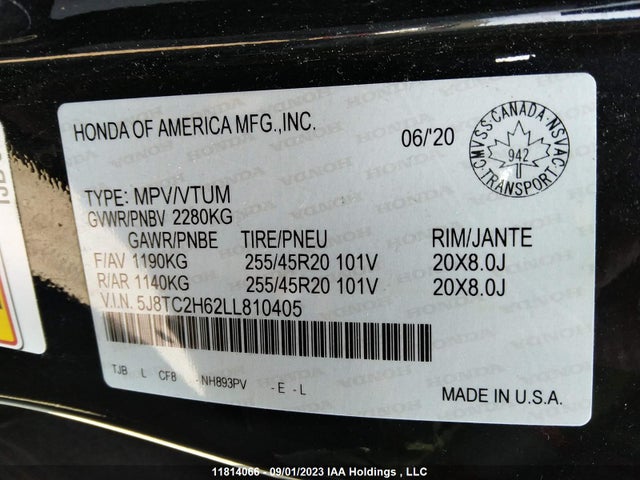 HONDA OF AMERICA MFG.,INC.
06/'20
CMVSS·CANADA·NSVAC
942
TRANSPORT
TYPE: MPV/VTUM
GVWR/PNBV 2280KG
GAWR/PNBE TIRE/PNEU RIM/JANTE
F/AV 1190KG 255/45R20 101V 20X8.0J
R/AR 1140KG 255/45R20 101V 20X8.0J
V.I.N. 5J8TC2H62LL810405
TJB L CF8 - NH893PV - E - L
MADE IN U.S.A.
11814066 - 09/01/2023 IAA Holdings , LLC